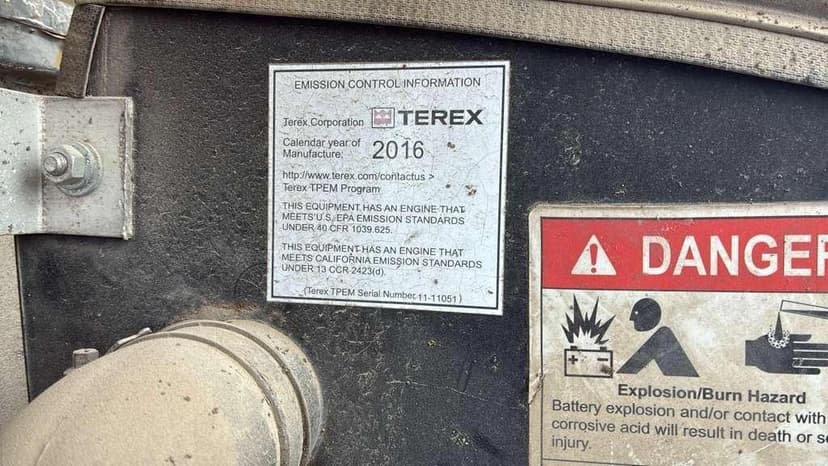 EMISSION CONTROL INFORMATION
Terex Corporation TEREX
Calendar year of
Manufacture: 2016
http://www.terex.com/contactus >
Terex TPEM Program
THIS EQUIPMENT HAS AN ENGINE THAT
MEETS U.S. EPA EMISSION STANDARDS
UNDER 40 CFR 1039.625.
THIS EQUIPMENT HAS AN ENGINE THAT
MEETS CALIFORNIA EMISSION STANDARDS
UNDER 13 CCR 2423(d).
(Terex TPEM Serial Number 11-11051)
DANGER
Explosion/Burn Hazard
Battery explosion and/or contact with
corrosive acid will result in death or se
injury.